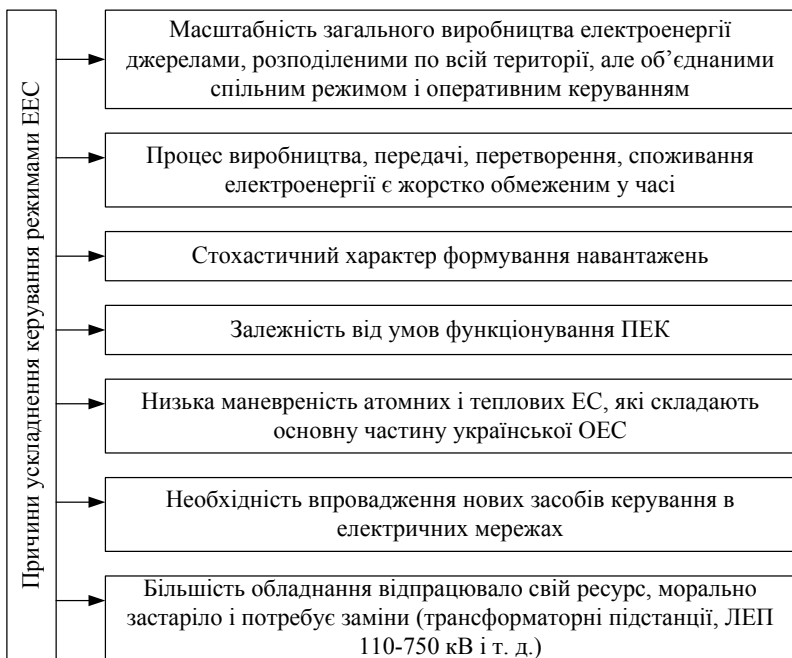 Причини ускладнення керування режимами ЕЕС
Масштабність загального виробництва електроенергії
джерелами, розподіленими по всій території, але об’єднаними
спільним режимом і оперативним керуванням
Процес виробництва, передачі, перетворення, споживання
електроенергії є жорстко обмеженим у часі
Стохастичний характер формування навантажень
Залежність від умов функціонування ПЕК
Низька маневреність атомних і теплових ЕС, які складають
основну частину української ОЕС
Необхідність впровадження нових засобів керування в
електричних мережах
Більшість обладнання відпрацювало свій ресурс, морально
застаріло і потребує заміни (трансформаторні підстанції, ЛЕП
110-750 кВ і т. д.)